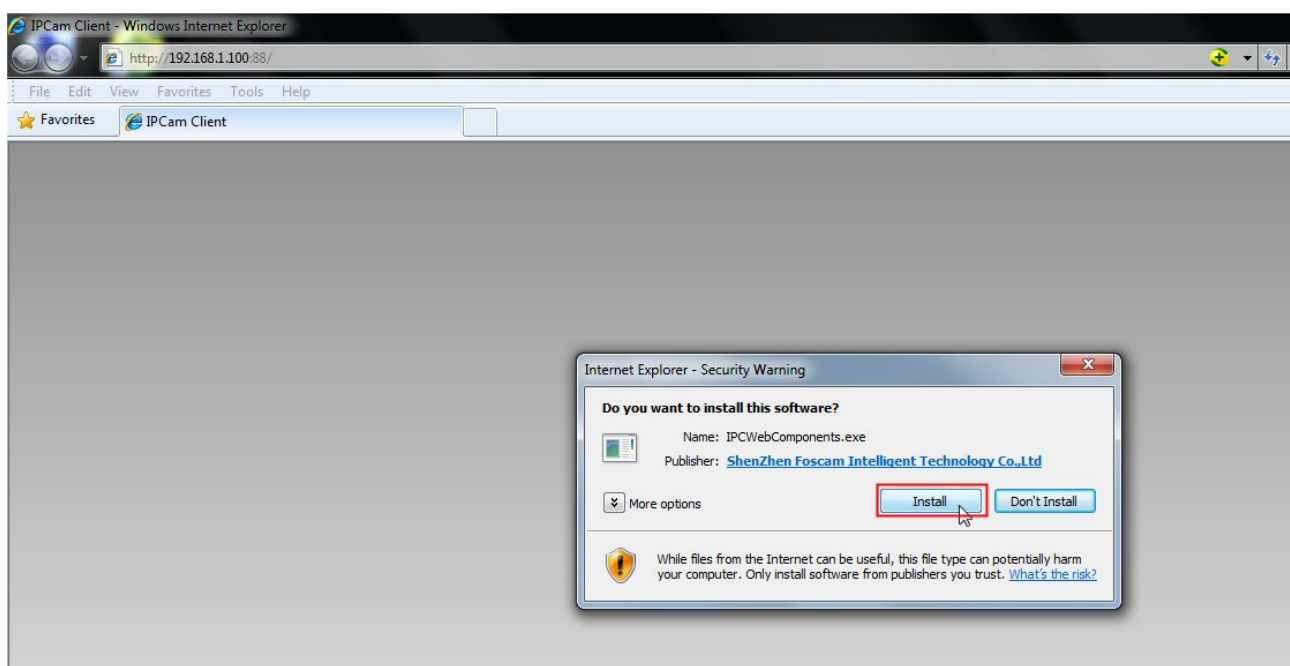 IPCam Client - Windows Internet Explorer
http://192.168.1.100:88/
File Edit View Favorites Tools Help
Favorites IPCam Client
Internet Explorer - Security Warning
Do you want to install this software?
Name: IPCWebComponents.exe
Publisher: ShenZhen Foscam Intelligent Technology Co.,Ltd
More options Install Don't Install
While files from the Internet can be useful, this file type can potentially harm
your computer. Only install software from publishers you trust. What's the risk?